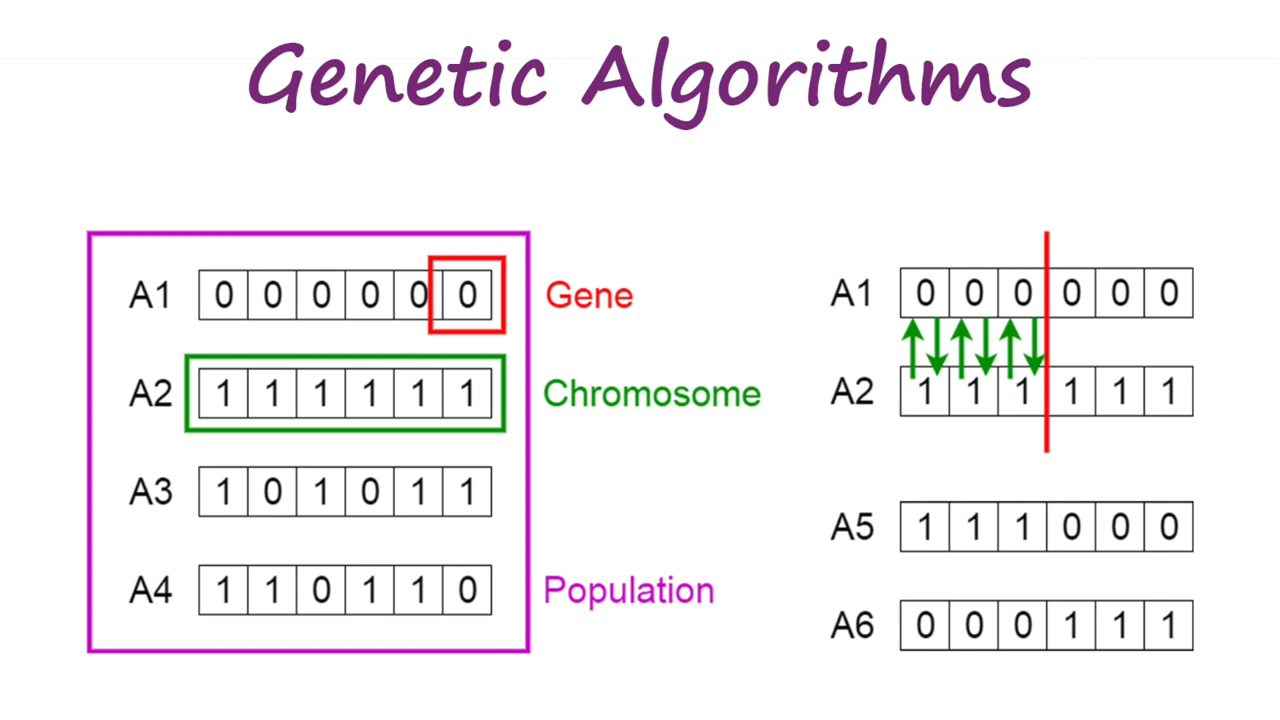 Genetic Algorithms
A1 0 0 0 0 0 0 Gene
A2 1 1 1 1 1 1 Chromosome
A3 1 0 1 0 1 1
A4 1 1 0 1 1 0 Population
A1 0 0 0 0 0 0
A2 1 1 1 1 1 1
A5 1 1 1 0 0 0
A6 0 0 0 1 1 1